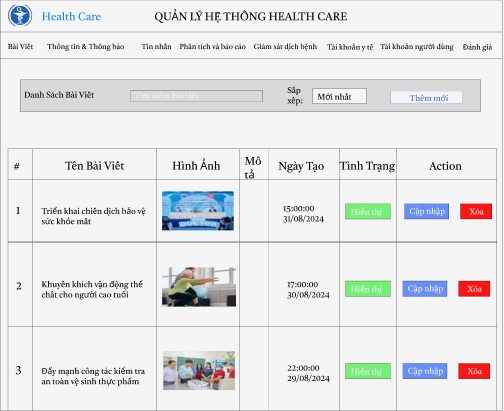 Health Care
QUẢN LÝ HỆ THỐNG HEALTH CARE
Bài Viết Thông tin & Thông báo Tin nhắn Phân tích và báo cáo Giám sát dịch bệnh Tài khoản y tế Tài khoản người dùng Đánh giá
Danh Sách Bài Viết
Tìm kiếm bài viết
Sắp
xếp:
Mới nhất
Thêm mới
# Tên Bài Viết Hình Ảnh Mô
tả
Ngày Tạo Tình Trạng Action
1
Triển khai chiến dịch bảo vệ
sức khỏe mắt
15:00:00
31/08/2024
Hiển thị Cập nhập Xóa
2
Khuyên khích vận động thể
chất cho người cao tuổi
17:00:00
30/08/2024
Hiển thị Cập nhập Xóa
3
Đẩy mạnh công tác kiểm tra
an toàn vệ sinh thực phẩm
22:00:00
29/08/2024
Hiển thị Cập nhập Xóa